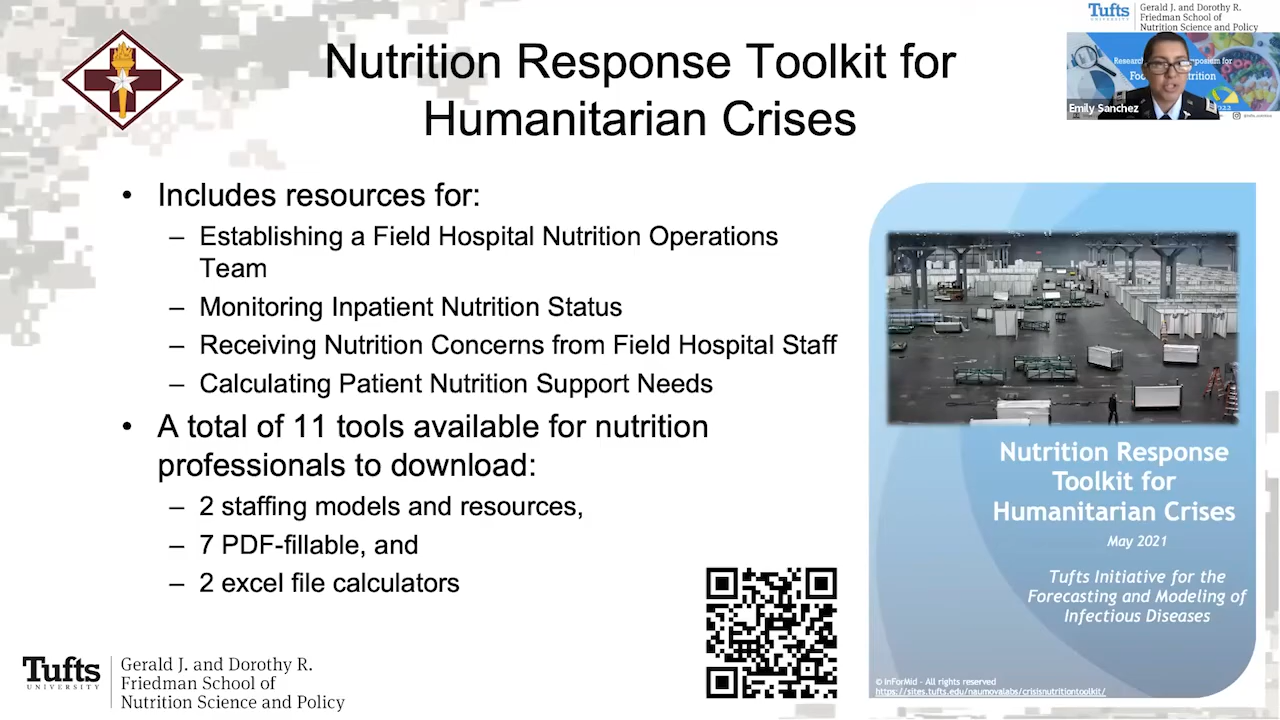 Nutrition Response Toolkit for
Humanitarian Crises
Tufts
UNIVERSITY
Gerald J. and Dorothy R.
Friedman School of
Nutrition Science and Policy
Emily Sanchez
• Includes resources for:
– Establishing a Field Hospital Nutrition Operations
Team
– Monitoring Inpatient Nutrition Status
– Receiving Nutrition Concerns from Field Hospital Staff
– Calculating Patient Nutrition Support Needs
• A total of 11 tools available for nutrition
professionals to download:
– 2 staffing models and resources,
– 7 PDF-fillable, and
– 2 excel file calculators
Nutrition Response
Toolkit for
Humanitarian Crises
May 2021
Tufts Initiative for the
Forecasting and Modeling of
Infectious Diseases
© InForMid - All rights reserved
https://sites.tufts.edu/naumovalabs/crisisnutritiontoolkit/
Tufts
UNIVERSITY
Gerald J. and Dorothy R.
Friedman School of
Nutrition Science and Policy